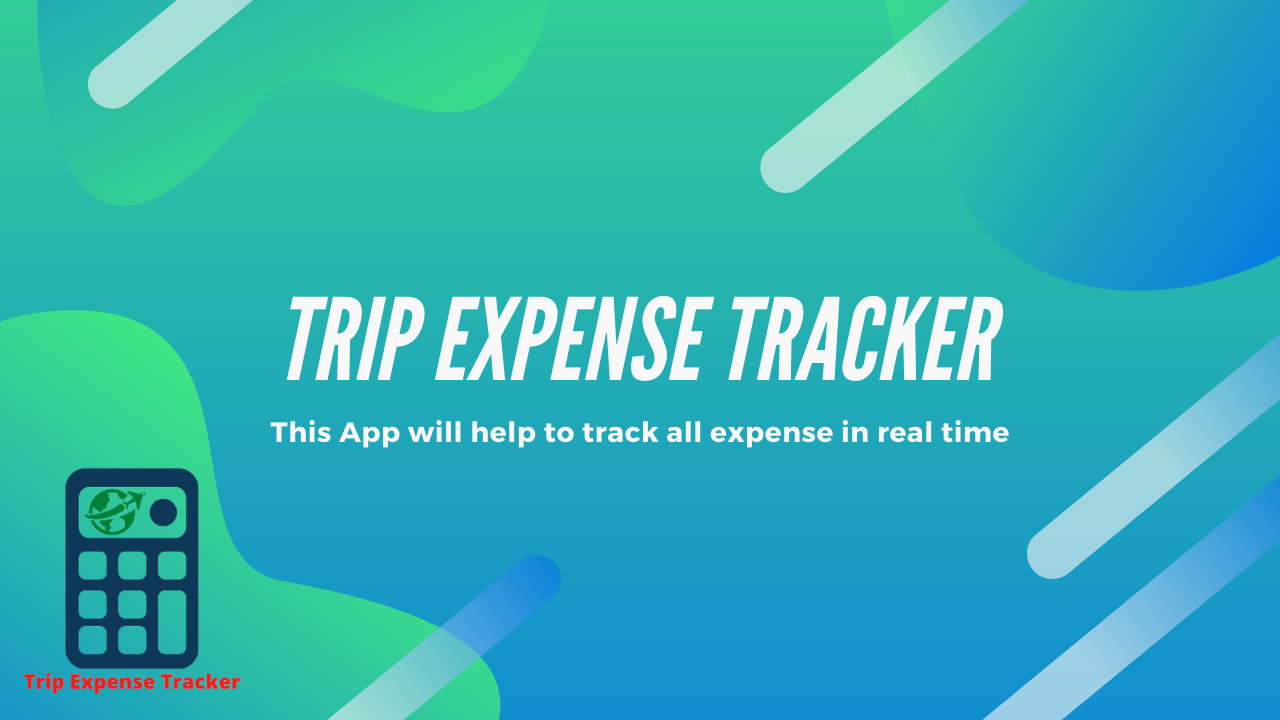 TRIP EXPENSE TRACKER
This App will help to track all expense in real time
Trip Expense Tracker